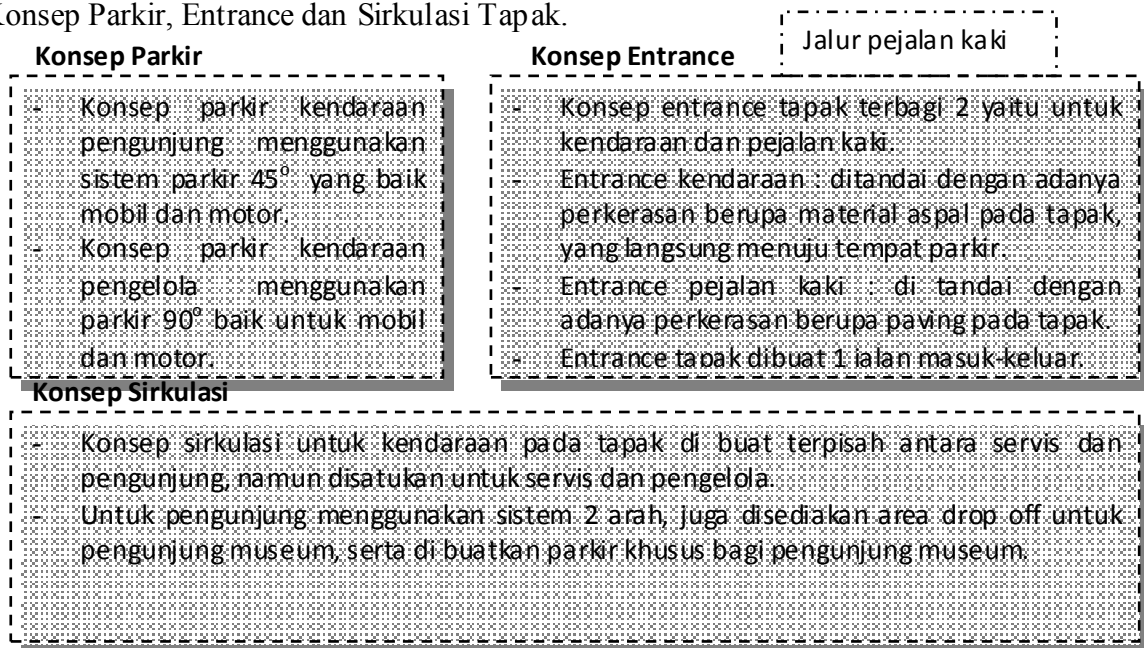 Konsep Parkir, Entrance dan Sirkulasi Tapak.
Jalur pejalan kaki
Konsep Parkir
- Konsep parkir kendaraan
pengunjung menggunakan
sistem parkir 45° yang baik
mobil dan motor.
- Konsep parkir kendaraan
pengelola menggunakan
parkir 90° baik untuk mobil
dan motor.
Konsep Entrance
- Konsep entrance tapak terbagi 2 yaitu untuk
kendaraan dan pejalan kaki.
- Entrance kendaraan : ditandai dengan adanya
perkerasan berupa material aspal pada tapak,
yang langsung menuju tempat parkir.
- Entrance pejalan kaki : di tandai dengan
adanya perkerasan berupa paving pada tapak.
- Entrance tapak dibuat 1 jalan masuk-keluar.
Konsep Sirkulasi
- Konsep sirkulasi untuk kendaraan pada tapak di buat terpisah antara servis dan
pengunjung, namun disatukan untuk servis dan pengelola.
- Untuk pengunjung menggunakan sistem 2 arah, juga disediakan area drop off untuk
pengunjung museum, serta di buatkan parkir khusus bagi pengunjung museum.